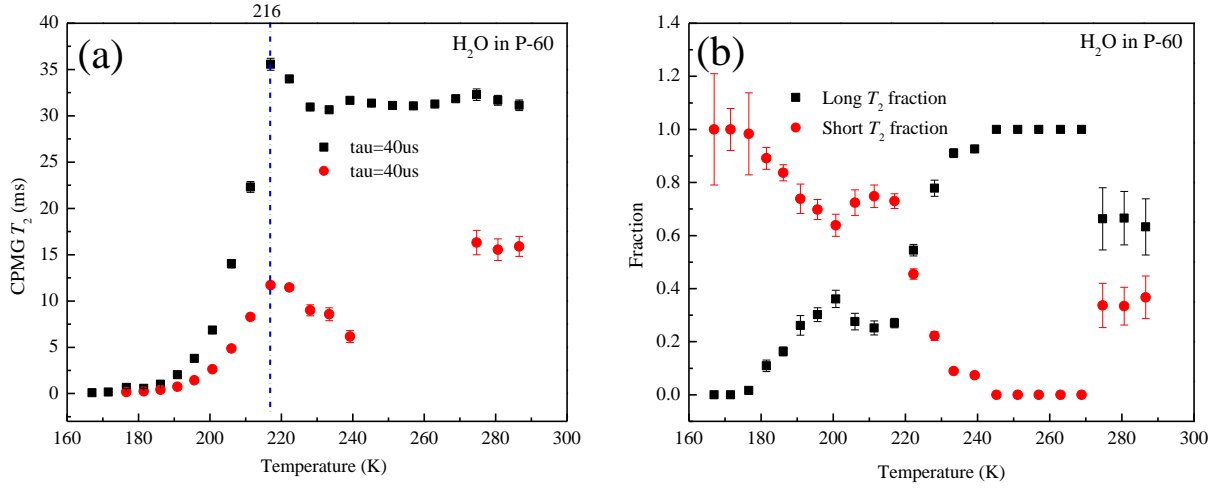 216
(a)
H₂O in P-60
40
35
30
25
20
15
10
5
0
CPMG T₂ (ms)
tau=40us
tau=40us
160 180 200 220 240 260 280 300
Temperature (K)
(b)
H₂O in P-60
Long T₂ fraction
Short T₂ fraction
1.2
1.0
0.8
0.6
0.4
0.2
0.0
Fraction
160 180 200 220 240 260 280 300
Temperature (K)